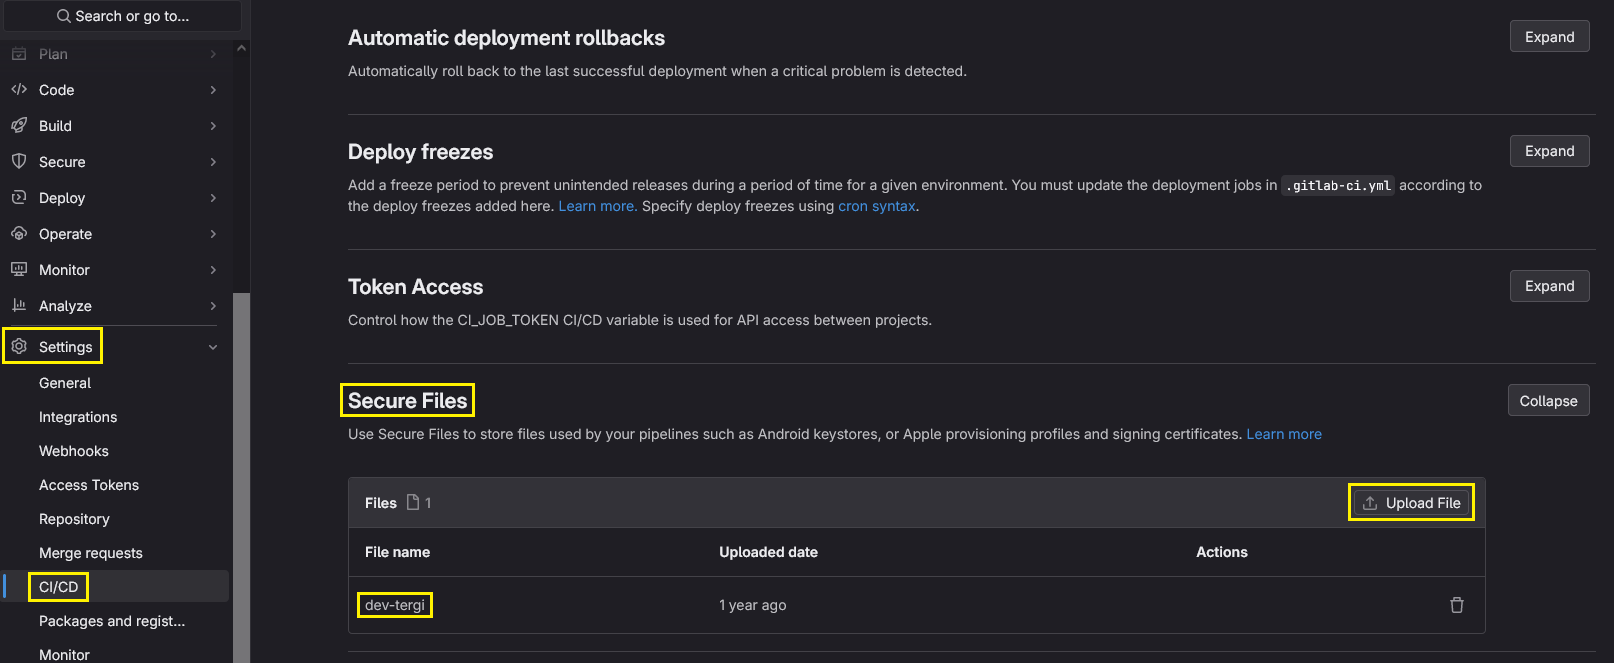 Search or go to...
Plan
Code
Build
Secure
Deploy
Operate
Monitor
Analyze
Settings
General
Integrations
Webhooks
Access Tokens
Repository
Merge requests
CI/CD
Packages and regist...
Monitor
Automatic deployment rollbacks
Expand
Automatically roll back to the last successful deployment when a critical problem is detected.
Deploy freezes
Expand
Add a freeze period to prevent unintended releases during a period of time for a given environment. You must update the deployment jobs in .gitlab-ci.yml according to
the deploy freezes added here. Learn more. Specify deploy freezes using cron syntax.
Token Access
Expand
Control how the CI_JOB_TOKEN CI/CD variable is used for API access between projects.
Secure Files
Collapse
Use Secure Files to store files used by your pipelines such as Android keystores, or Apple provisioning profiles and signing certificates. Learn more
Files 1
Upload File
File name Uploaded date Actions
dev-tergi 1 year ago